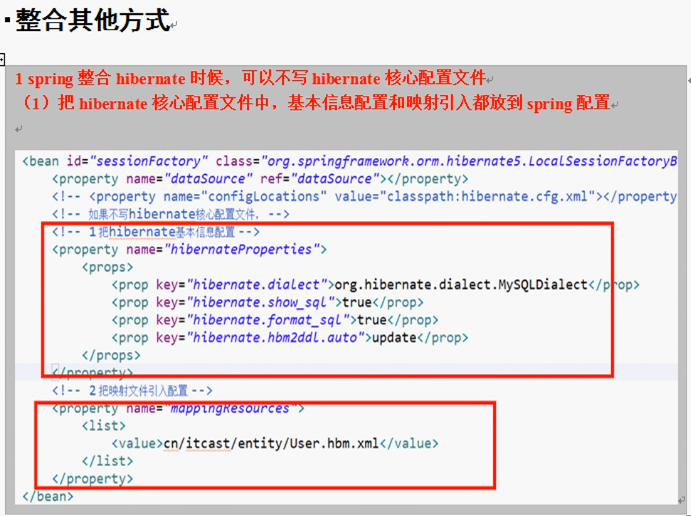 整合其他方式
1 spring 整合 hibernate 时候，可以不写 hibernate 核心配置文件
（1）把 hibernate 核心配置文件中，基本信息配置和映射引入都放到 spring 配置
<bean id="sessionFactory" class="org.springframework.orm.hibernate5.LocalSessionFactoryB
<property name="dataSource" ref="dataSource"></property>
<!-- <property name="configLocations" value="classpath:hibernate.cfg.xml"></property
<!-- 如果不写hibernate核心配置文件， -->
<!-- 1 把hibernate基本信息配置 -->
<property name="hibernateProperties">
<props>
<prop key="hibernate.dialect">org.hibernate.dialect.MySQLDialect</prop>
<prop key="hibernate.show_sql">true</prop>
<prop key="hibernate.format_sql">true</prop>
<prop key="hibernate.hbm2ddl.auto">update</prop>
</props>
</property>
<!-- 2 把映射文件引入配置 -->
<property name="mappingResources">
<list>
<value>cn/itcast/entity/User.hbm.xml</value>
</list>
</property>
</bean>